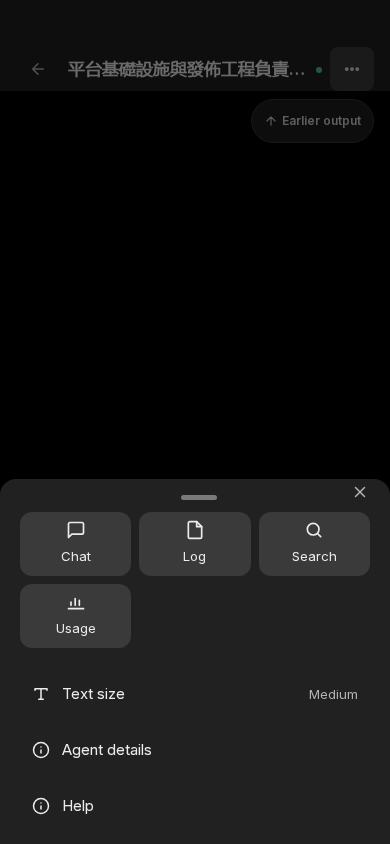 平台基礎設施與發佈工程負責…
Earlier output
Chat
Log
Search
Usage
Text size
Medium
Agent details
Help